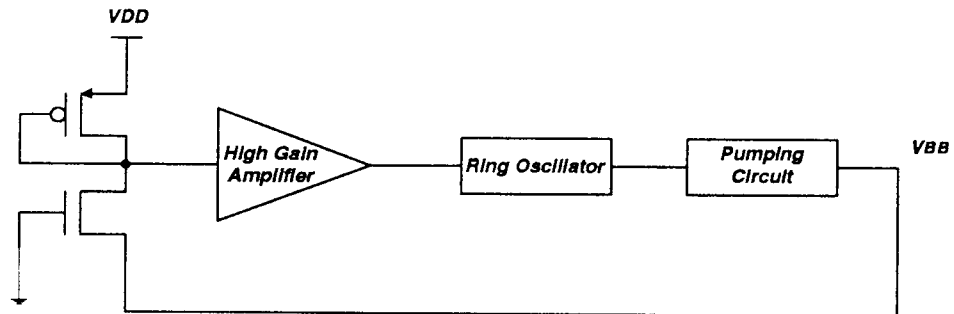 VDD
High Gain
Amplifier
Ring Oscillator
Pumping
Circuit
VBB